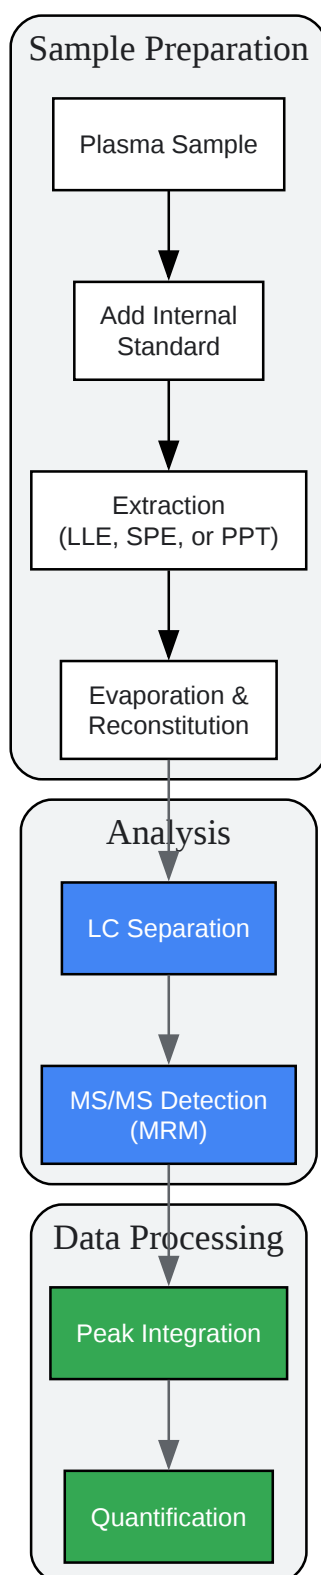 Sample Preparation
Plasma Sample
Add Internal
Standard
Extraction
(LLE, SPE, or PPT)
Evaporation &
Reconstitution
Analysis
LC Separation
MS/MS Detection
(MRM)
Data Processing
Peak Integration
Quantification